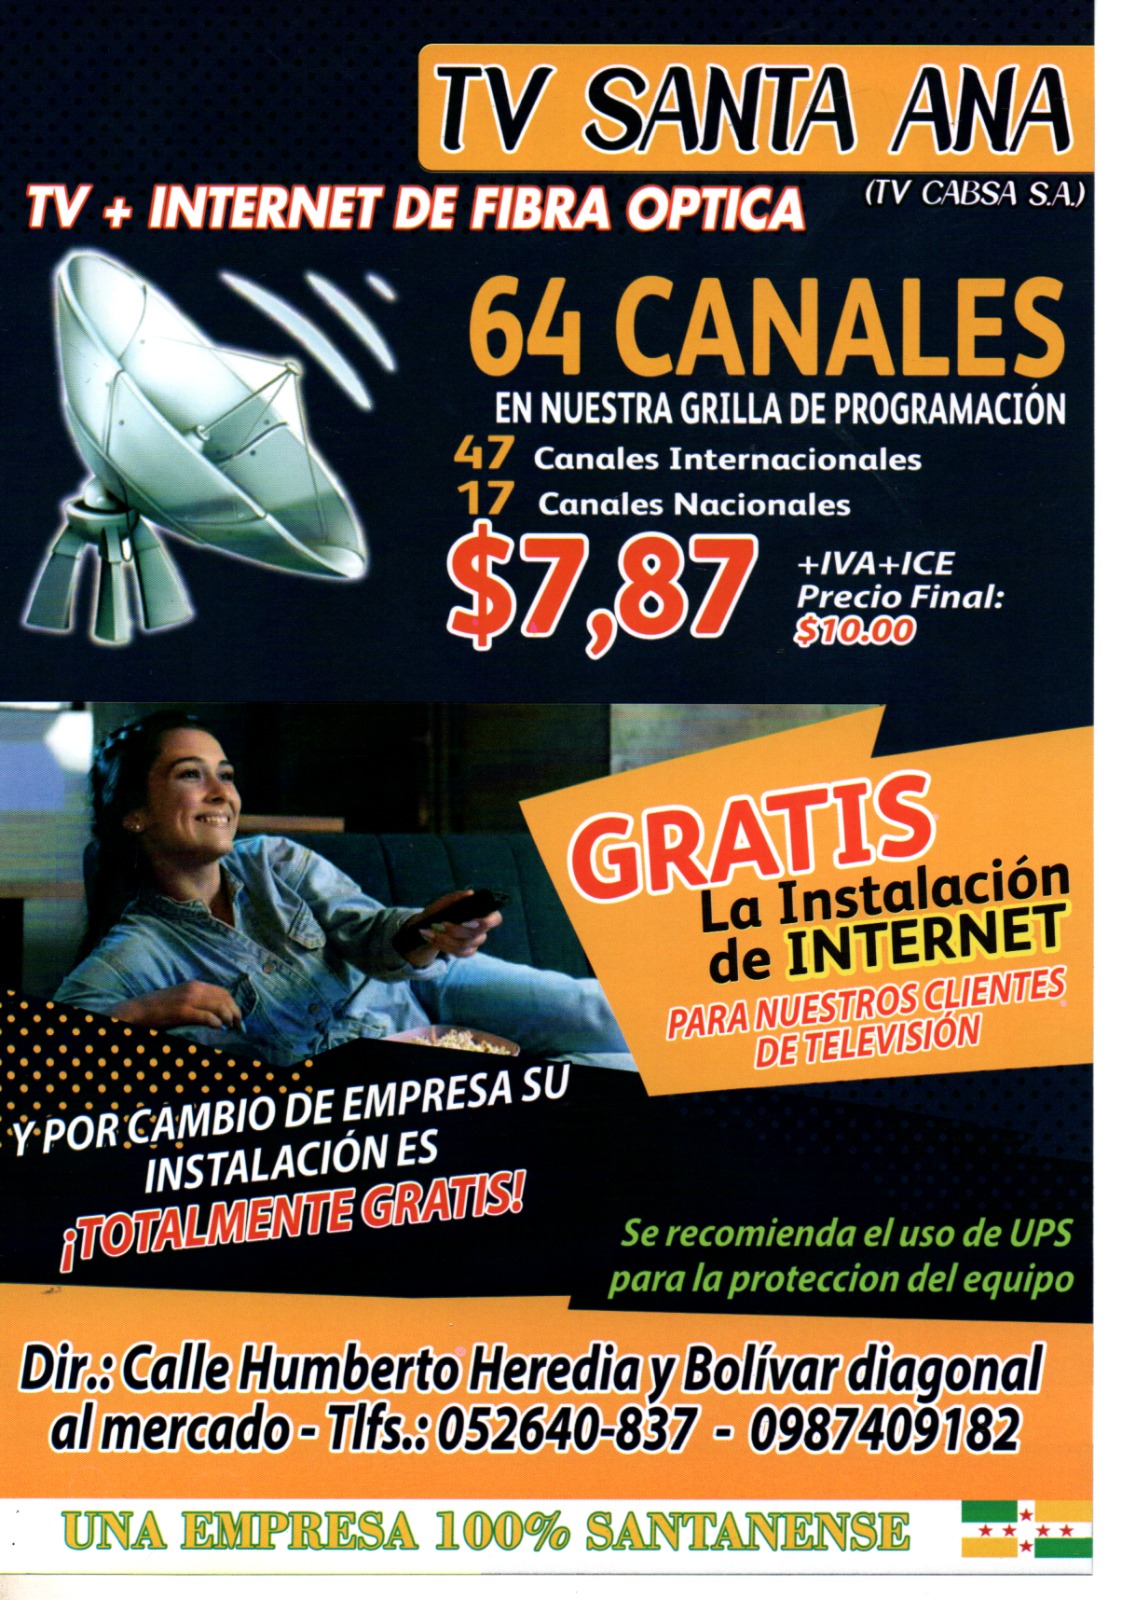 TV SANTA ANA
(TV CABSA S.A.)
TV + INTERNET DE FIBRA OPTICA
64 CANALES
EN NUESTRA GRILLA DE PROGRAMACIÓN
47 Canales Internacionales
17 Canales Nacionales
$7,87
+IVA+ICE
Precio Final:
$10.00
GRATIS
La Instalación
de INTERNET
PARA NUESTROS CLIENTES
DE TELEVISIÓN
Y POR CAMBIO DE EMPRESA SU
INSTALACIÓN ES
¡TOTALMENTE GRATIS!
Se recomienda el uso de UPS
para la proteccion del equipo
Dir.: Calle Humberto Heredia y Bolívar diagonal
al mercado - Tlfs.: 052640-837 - 0987409182
UNA EMPRESA 100% SANTANENSE